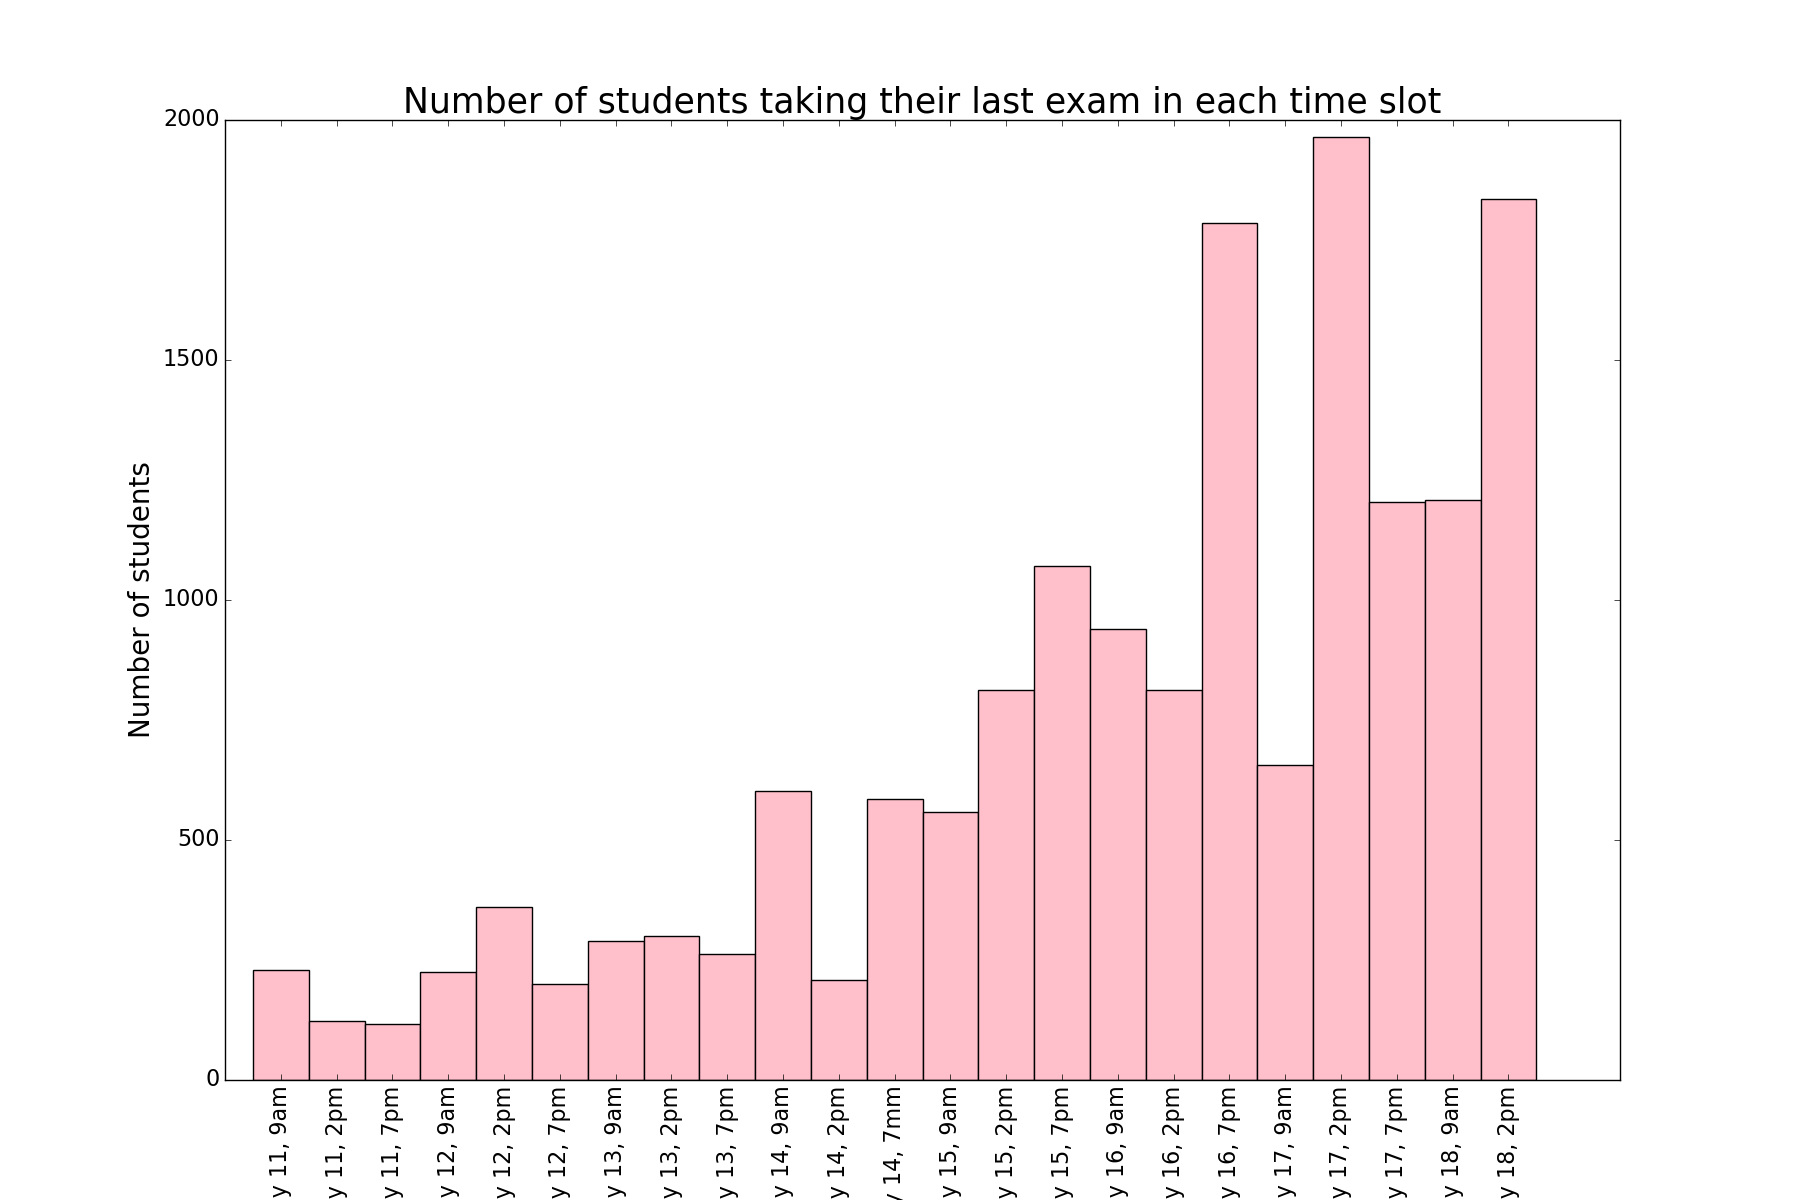 Number of students taking their last exam in each time slot
2000
1500
1000
500
0
Number of students
y 11, 9am
y 11, 2pm
y 11, 7pm
y 12, 9am
y 12, 2pm
y 12, 7pm
y 13, 9am
y 13, 2pm
y 13, 7pm
y 14, 9am
y 14, 2pm
y 14, 7mm
y 15, 9am
y 15, 2pm
y 15, 7pm
y 16, 9am
y 16, 2pm
y 16, 7pm
y 17, 9am
y 17, 2pm
y 17, 7pm
y 18, 9am
y 18, 2pm